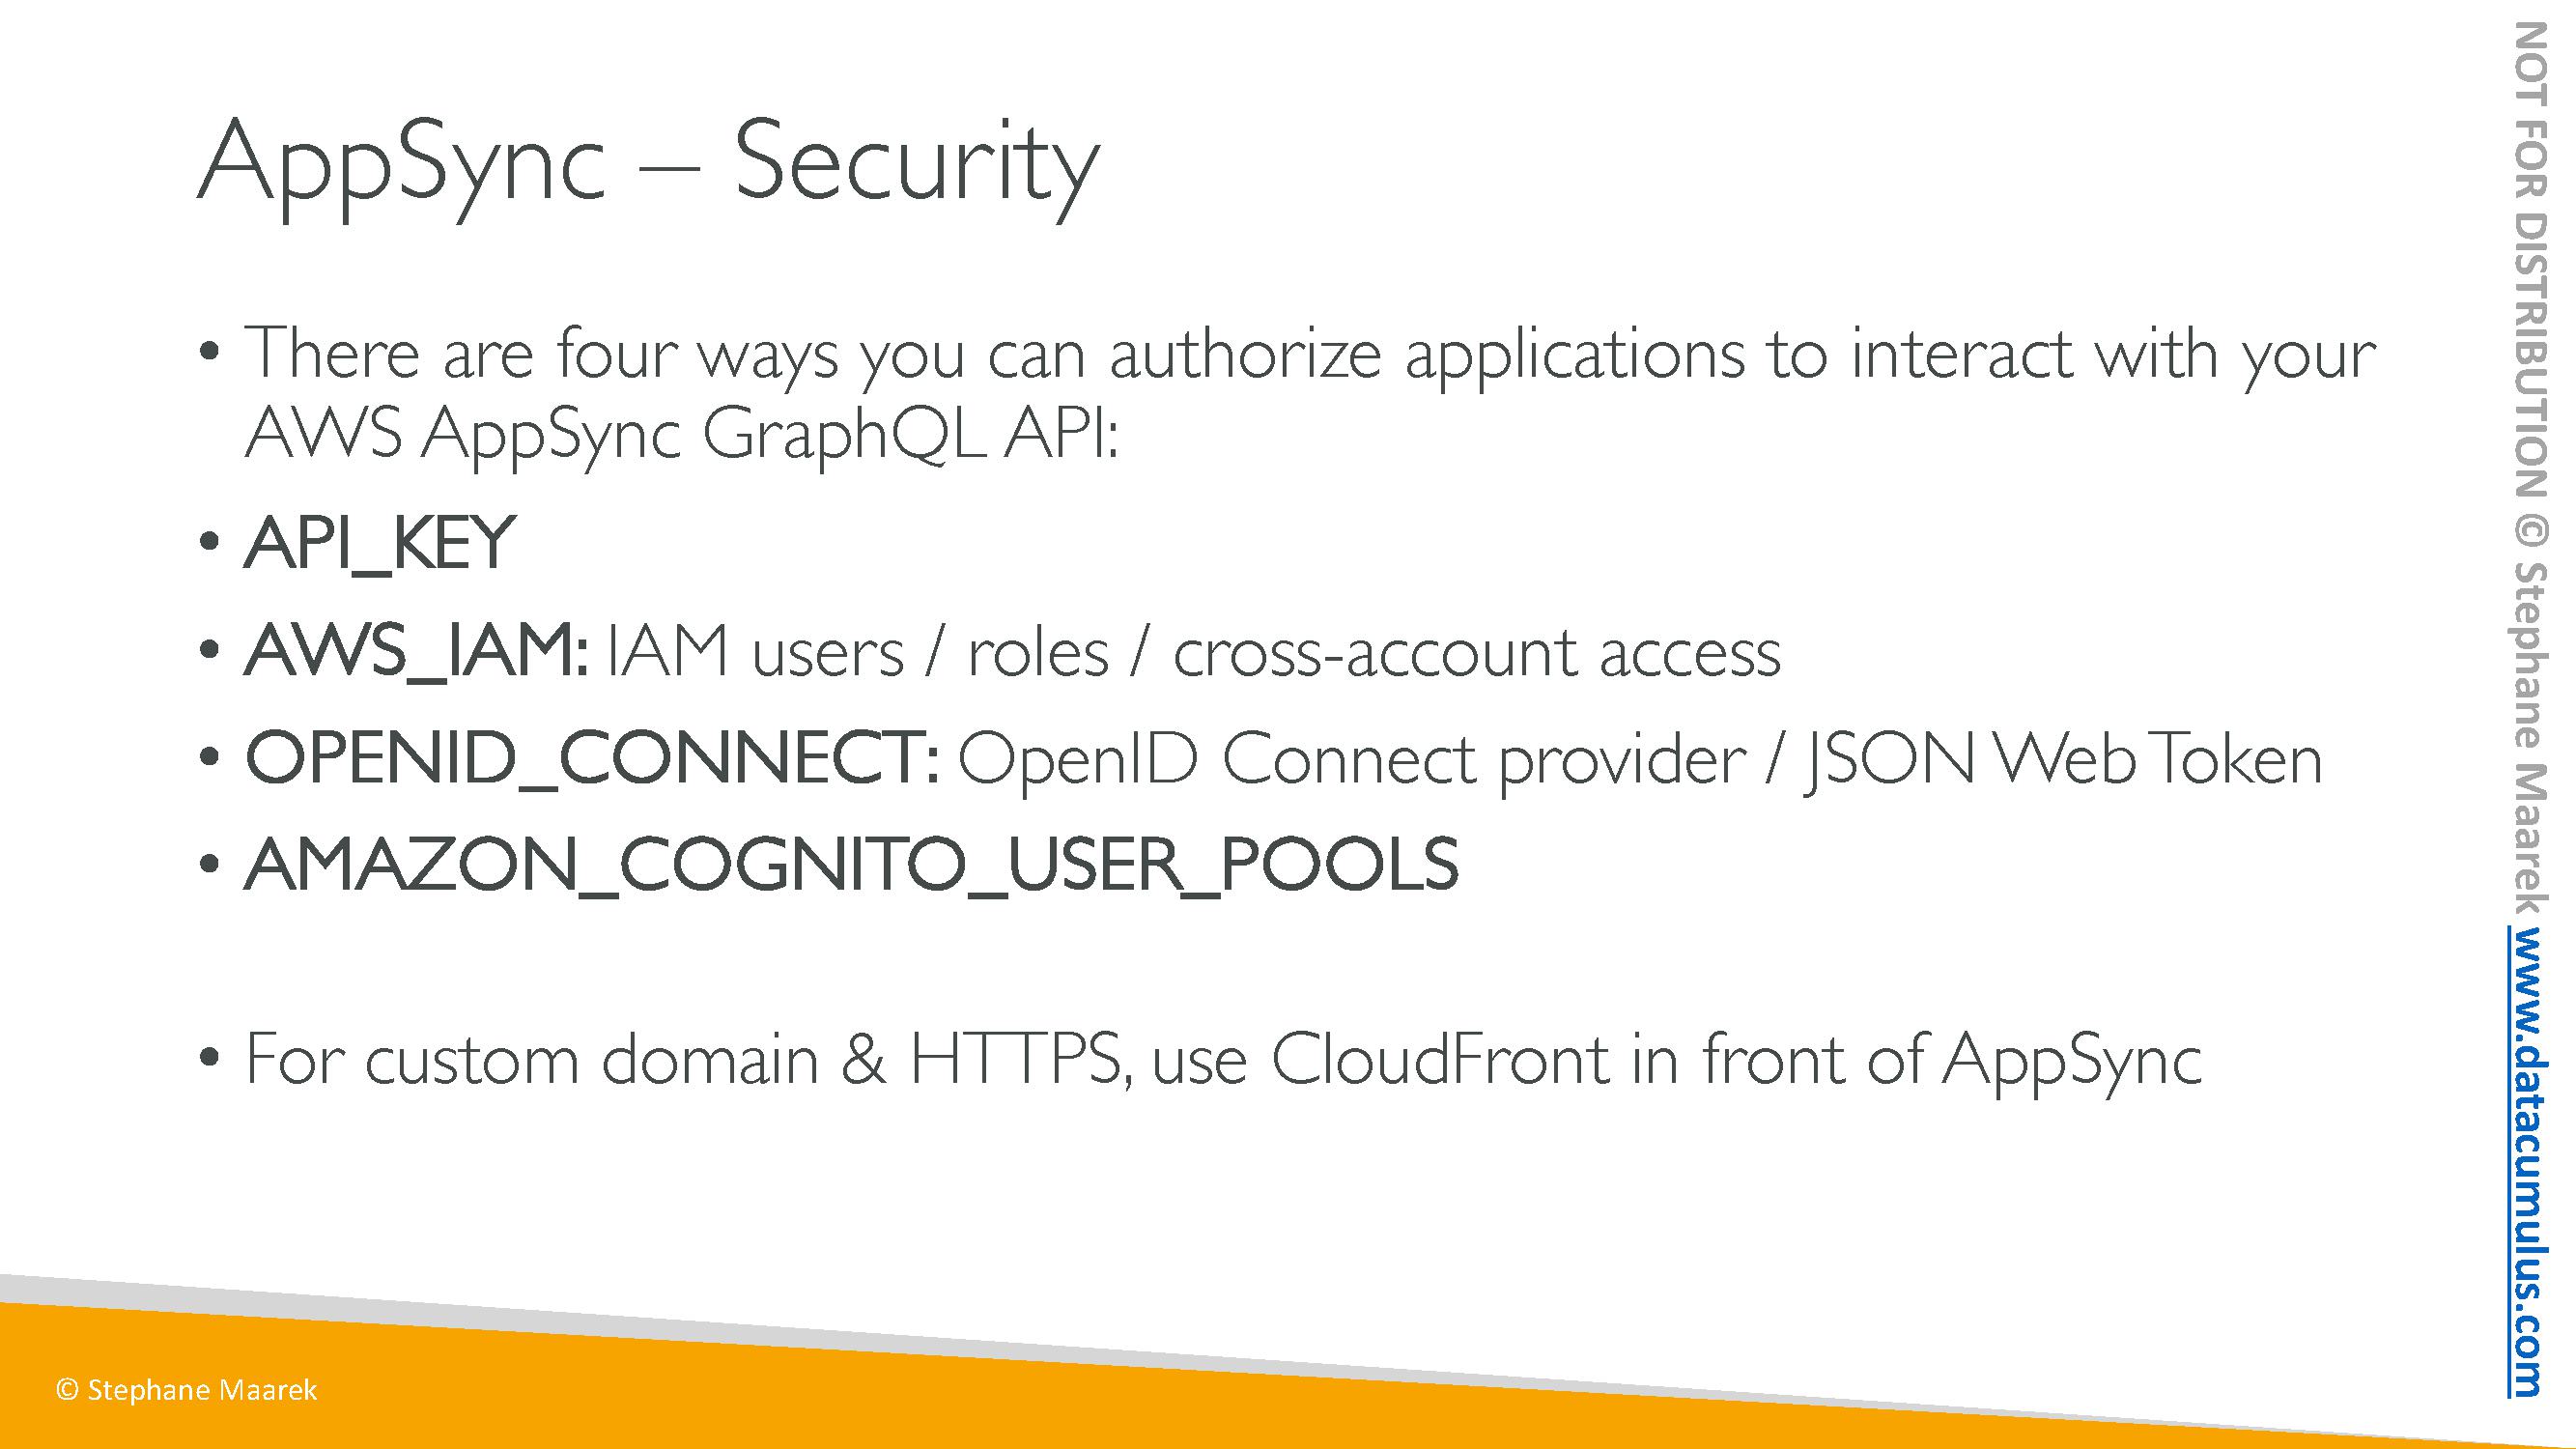 AppSync – Security
• There are four ways you can authorize applications to interact with your
AWS AppSync GraphQL API:
• API_KEY
• AWS_IAM: IAM users / roles / cross-account access
• OPENID_CONNECT: OpenID Connect provider / JSON Web Token
• AMAZON_COGNITO_USER_POOLS
• For custom domain & HTTPS, use CloudFront in front of AppSync
© Stephane Maarek
NOT FOR DISTRIBUTION © Stephane Maarek www.datacumulus.com